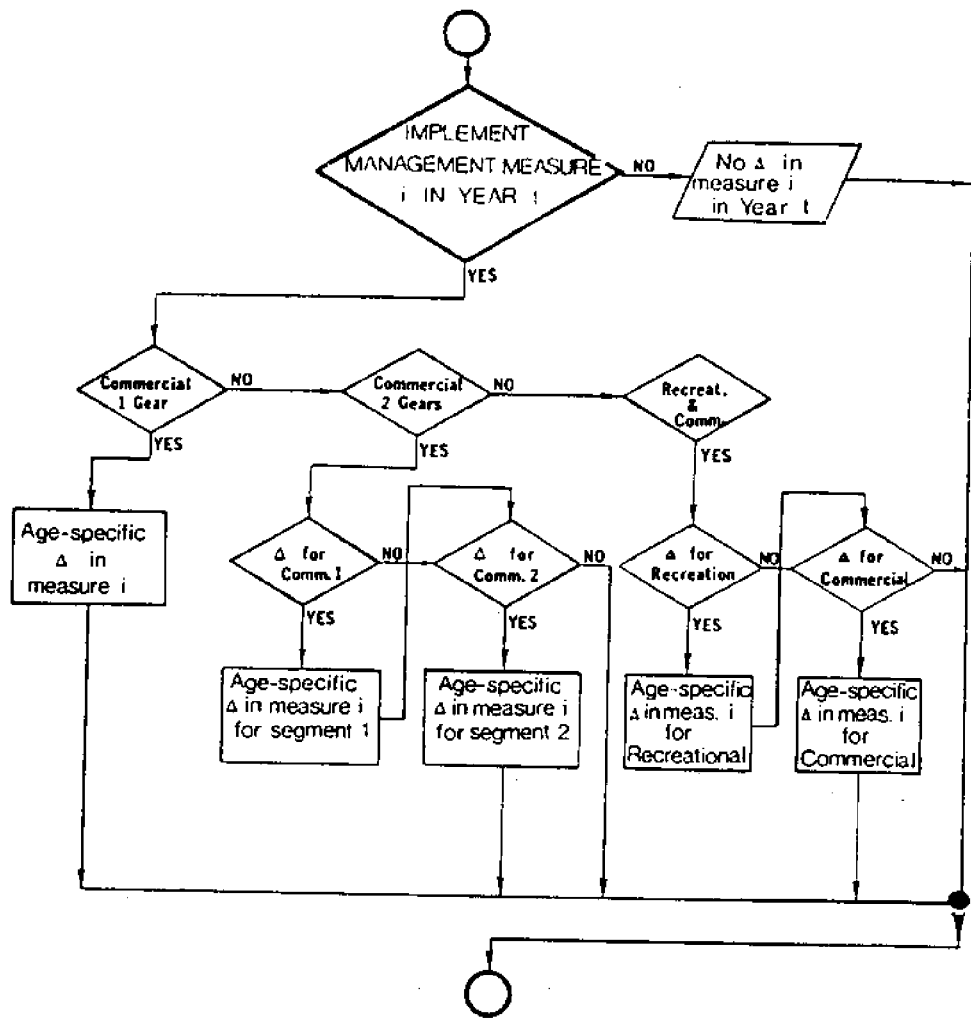 IMPLEMENT
MANAGEMENT MEASURE
i IN YEAR t
NO
No Δ in
measure i
in Year t
YES
Commercial
1 Gear
NO
Commercial
2 Gears
NO
Recreat.
&
Comm.
YES
YES
YES
Age-specific
Δ in
measure i
Δ for
Comm. 1
NO
Δ for
Comm. 2
NO
Δ for
Recreation
NO
Δ for
Commercial
NO
YES
YES
YES
YES
Age-specific
Δ in measure i
for segment 1
Age-specific
Δ in measure i
for segment 2
Age-specific
Δ in meas. i
for
Recreational
Age-specific
Δ in meas. i
for
Commercial